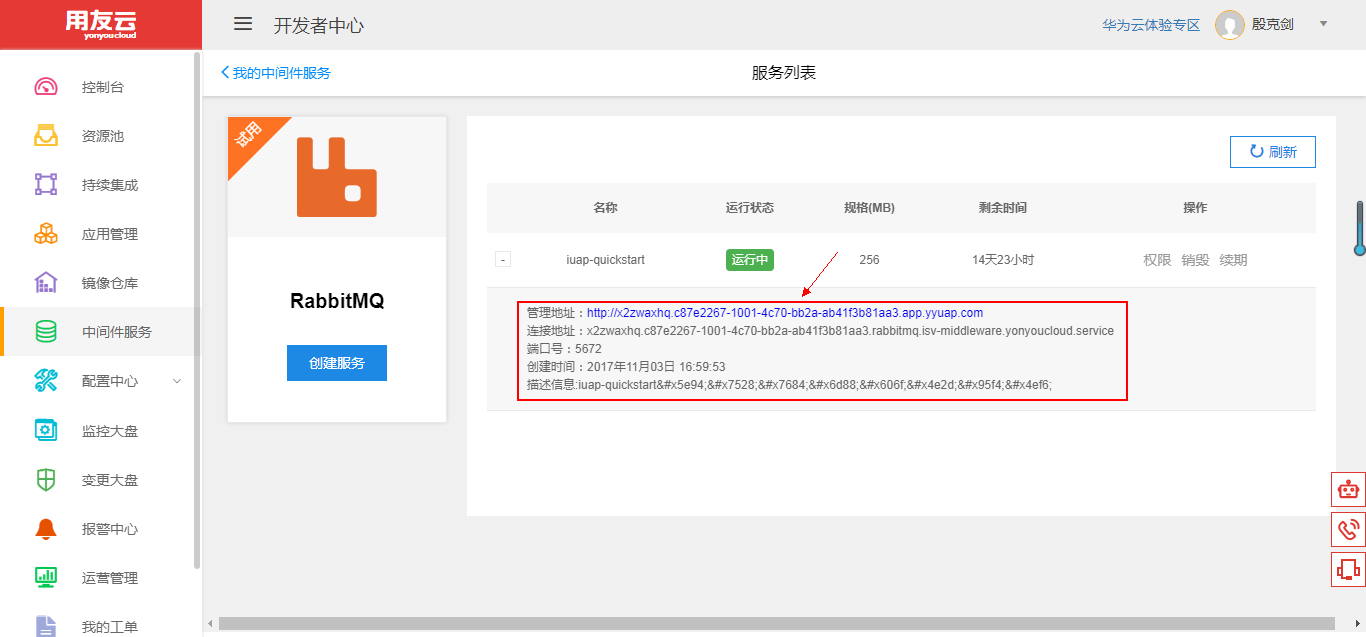 用友云
yonyoucloud
开发者中心
华为云体验专区
殷克剑
控制台
资源池
持续集成
应用管理
镜像仓库
中间件服务
配置中心
监控大盘
变更大盘
报警中心
运营管理
我的工单
我的中间件服务
服务列表
试用
RabbitMQ
创建服务
刷新
名称 运行状态 规格(MB) 剩余时间 操作
- iuap-quickstart 运行中 256 14天23小时 权限 销毁 续期
管理地址：http://x2zwaxhq.c87e2267-1001-4c70-bb2a-ab41f3b81aa3.app.yyuap.com
连接地址：x2zwaxhq.c87e2267-1001-4c70-bb2a-ab41f3b81aa3.rabbitmq.isv-middleware.yonyoucloud.service
端口号：5672
创建时间：2017年11月03日 16:59:53
描述信息:iuap-quickstart&#x5e94;&#x7528;&#x7684;&#x6d88;&#x606f;&#x4e2d;&#x95f4;&#x4ef6;